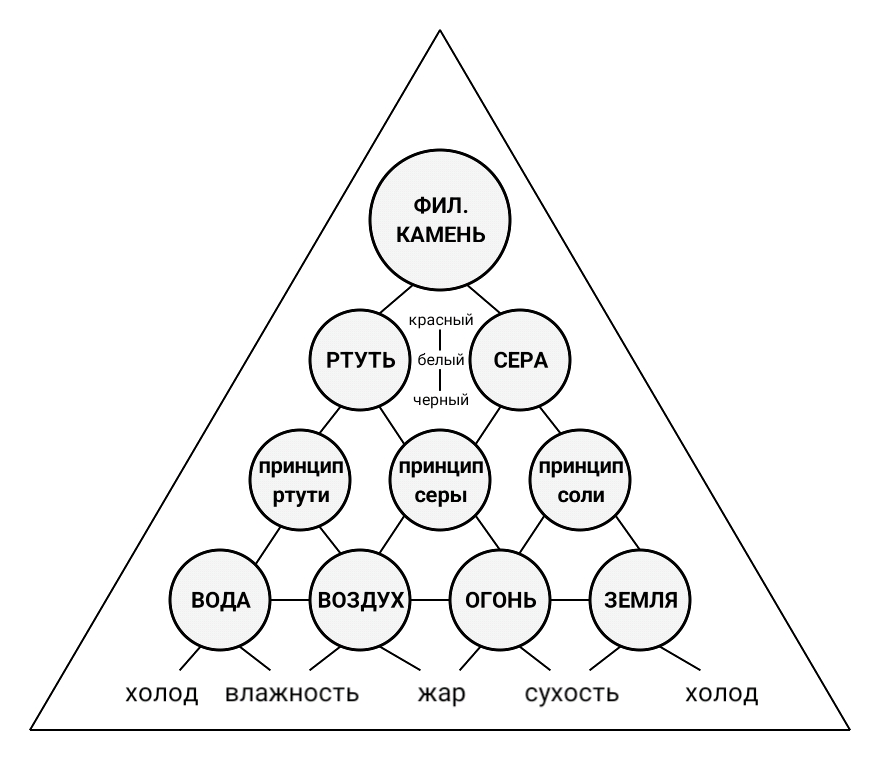 ФИЛ.
КАМЕНЬ
красный
РТУТЬ
белый
СЕРА
черный
принцип
ртути
принцип
серы
принцип
соли
ВОДА
ВОЗДУХ
ОГОНЬ
ЗЕМЛЯ
холод
влажность
жар
сухость
холод